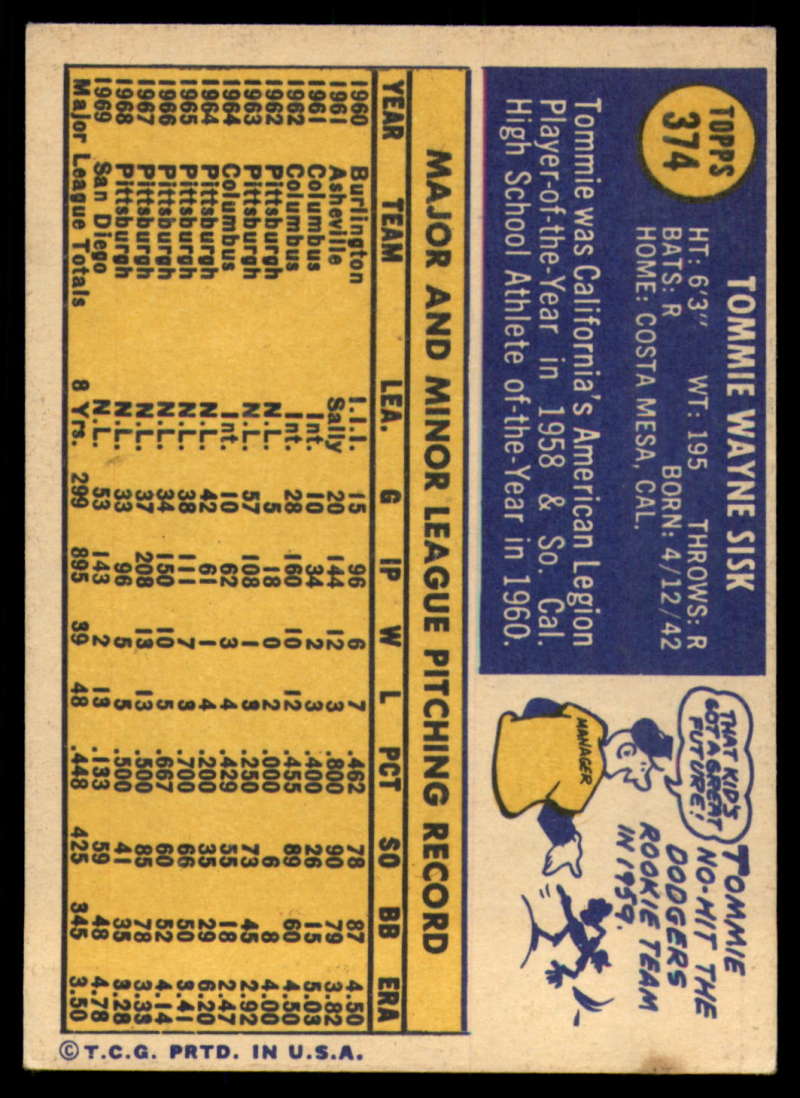 TOPPS
374
TOMMIE WAYNE SISK
HT: 6'3" WT: 195 THROWS: R
BATS: R BORN: 4/12/42
HOME: COSTA MESA, CAL.
Tommie was California's American Legion
Player-of-the-Year in 1958 & So. Cal.
High School Athlete of-the-Year in 1960.
THAT KID'S
GOT A GREAT
FUTURE!
MANAGER
TOMMIE
NO-HIT THE
DODGERS
ROOKIE TEAM
IN 1959.
MAJOR AND MINOR LEAGUE PITCHING RECORD
YEAR TEAM LEA. G IP W L PCT SO BB ERA
1960 Burlington I.I.I. 15 96 6 7 .462 78 87 4.50
1961 Asheville Sally 20 144 12 3 .800 90 79 3.82
1961 Columbus Int. 10 34 2 3 .400 26 15 5.03
1962 Columbus Int. 28 160 10 12 .455 89 60 4.50
1962 Pittsburgh N.L. 5 18 0 2 .000 6 8 4.00
1963 Pittsburgh N.L. 57 108 1 3 .250 73 45 2.92
1964 Columbus Int. 10 62 3 4 .429 55 18 2.47
1964 Pittsburgh N.L. 42 61 1 4 .200 35 29 6.20
1965 Pittsburgh N.L. 38 111 7 3 .700 66 50 3.41
1966 Pittsburgh N.L. 34 150 10 5 .667 60 52 4.14
1967 Pittsburgh N.L. 37 208 13 13 .500 85 78 3.33
1968 Pittsburgh N.L. 33 96 5 5 .500 41 35 3.28
1969 San Diego N.L. 53 143 2 13 .133 59 48 4.78
Major League Totals 8 Yrs. 299 895 39 48 .448 425 345 3.50
© T.C.G. PRTD. IN U.S.A.